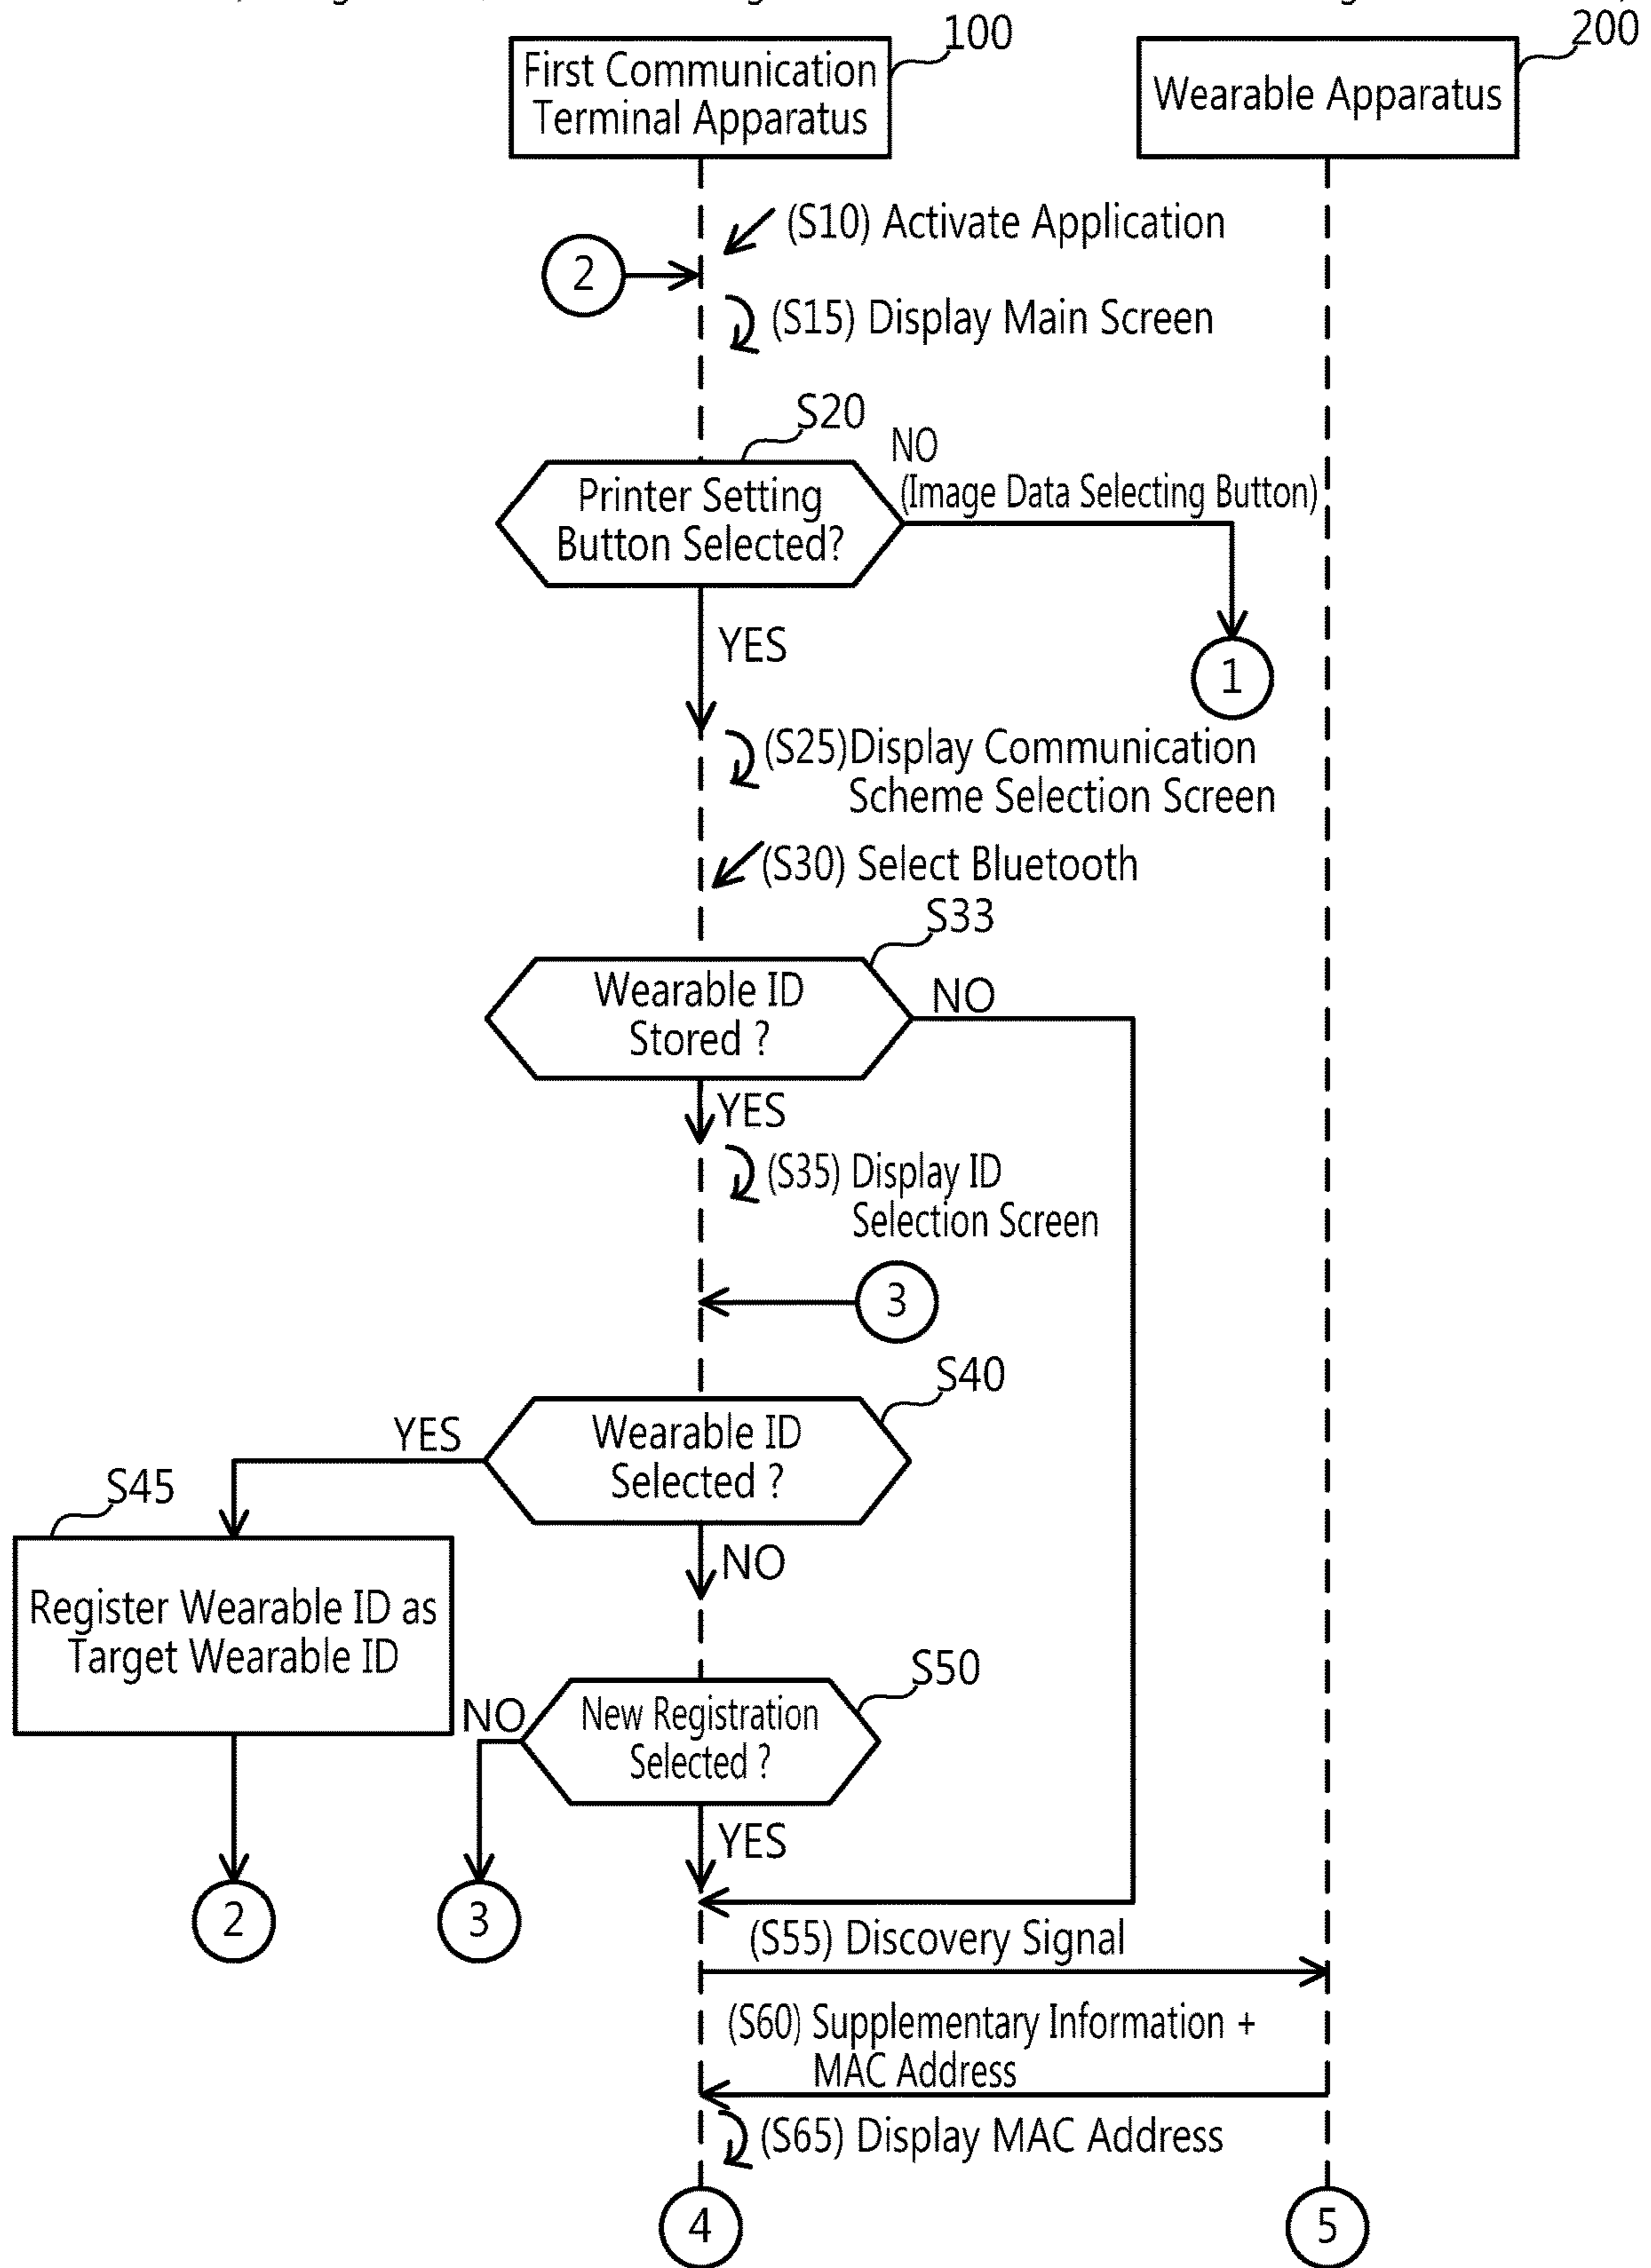 100
200
First Communication
Terminal Apparatus
Wearable Apparatus
(S10) Activate Application
2
(S15) Display Main Screen
S20
NO
(Image Data Selecting Button)
Printer Setting
Button Selected?
YES
1
(S25)Display Communication
Scheme Selection Screen
(S30) Select Bluetooth
S33
Wearable ID
Stored ?
NO
YES
(S35) Display ID
Selection Screen
3
S40
YES
Wearable ID
Selected ?
S45
NO
Register Wearable ID as
Target Wearable ID
S50
NO
New Registration
Selected ?
YES
2
3
(S55) Discovery Signal
(S60) Supplementary Information +
MAC Address
(S65) Display MAC Address
4
5